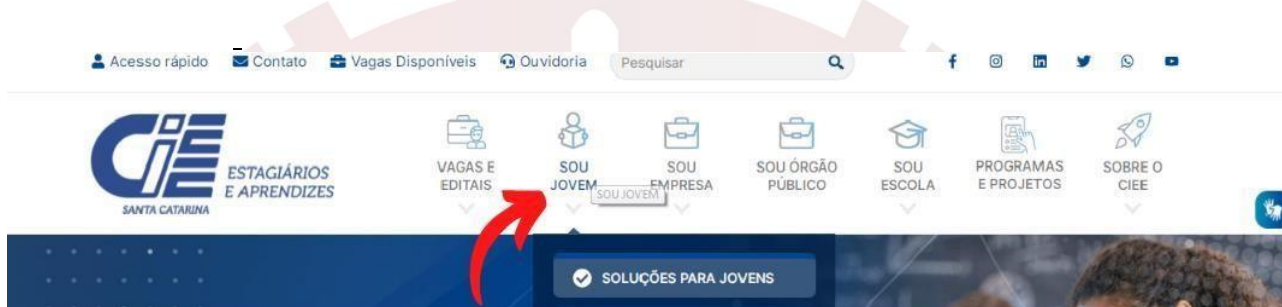 Acesso rápido Contato Vagas Disponíveis Ouvidoria Pesquisar
CIEE
ESTAGIÁRIOS
E APRENDIZES
SANTA CATARINA
VAGAS E
EDITAIS
SOU
JOVEM
SOU JOVEM
SOU
EMPRESA
SOU ÓRGÃO
PÚBLICO
SOU
ESCOLA
PROGRAMAS
E PROJETOS
SOBRE O
CIEE
SOLUÇÕES PARA JOVENS